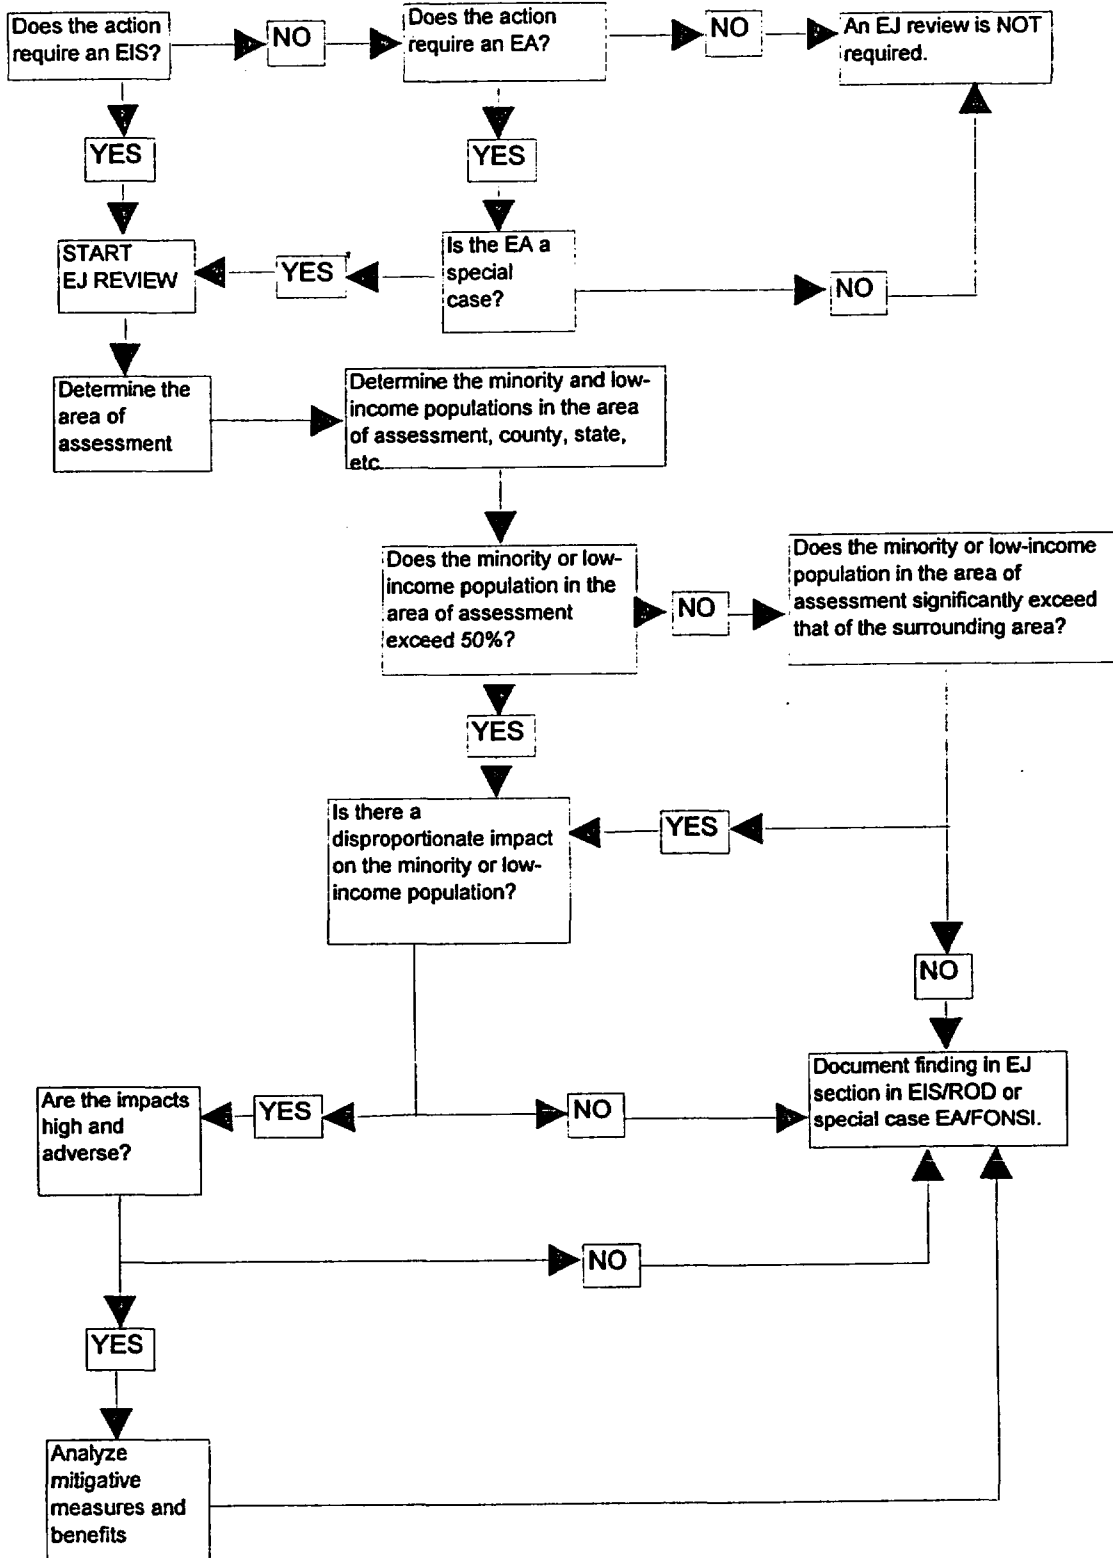 Does the action
require an EIS?
NO
Does the action
require an EA?
NO
An EJ review is NOT
required.
YES
YES
START
EJ REVIEW
YES
Is the EA a
special
case?
NO
Determine the
area of
assessment
Determine the minority and low-
income populations in the area
of assessment, county, state,
etc.
Does the minority or low-
income population in the
area of assessment
exceed 50%?
NO
Does the minority or low-income
population in the area of
assessment significantly exceed
that of the surrounding area?
YES
Is there a
disproportionate impact
on the minority or low-
income population?
YES
NO
Are the impacts
high and
adverse?
YES
NO
Document finding in EJ
section in EIS/ROD or
special case EA/FONSI.
NO
YES
Analyze
mitigative
measures and
benefits